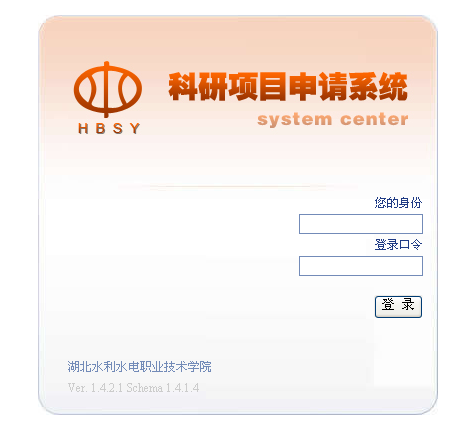 HBSY
科研项目申请系统
system center
您的身份
登录口令
登 录
湖北水利水电职业技术学院
Ver. 1.4.2.1 Schema 1.4.1.4